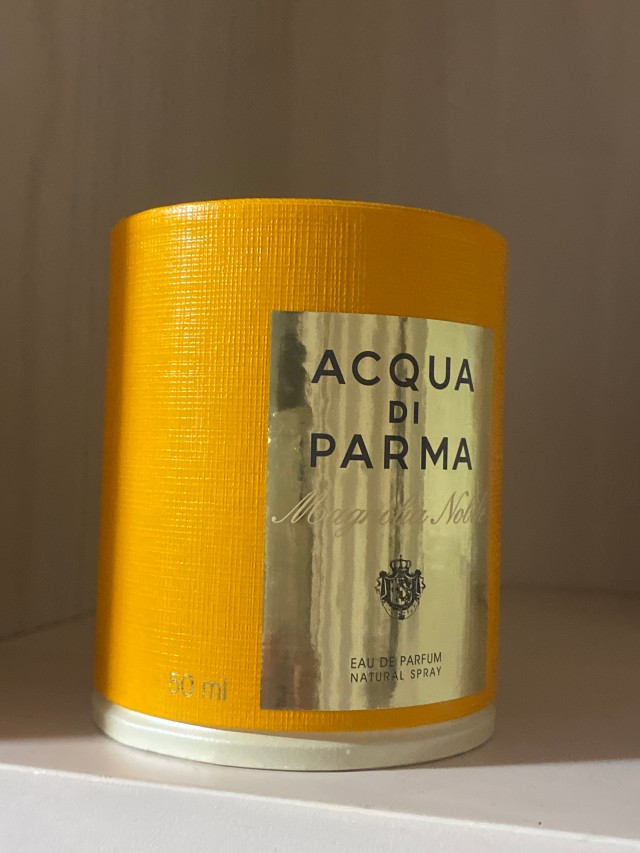 ACQUA
DI
PARMA
Magnolia Nobile
EAU DE PARFUM
NATURAL SPRAY
50 ml